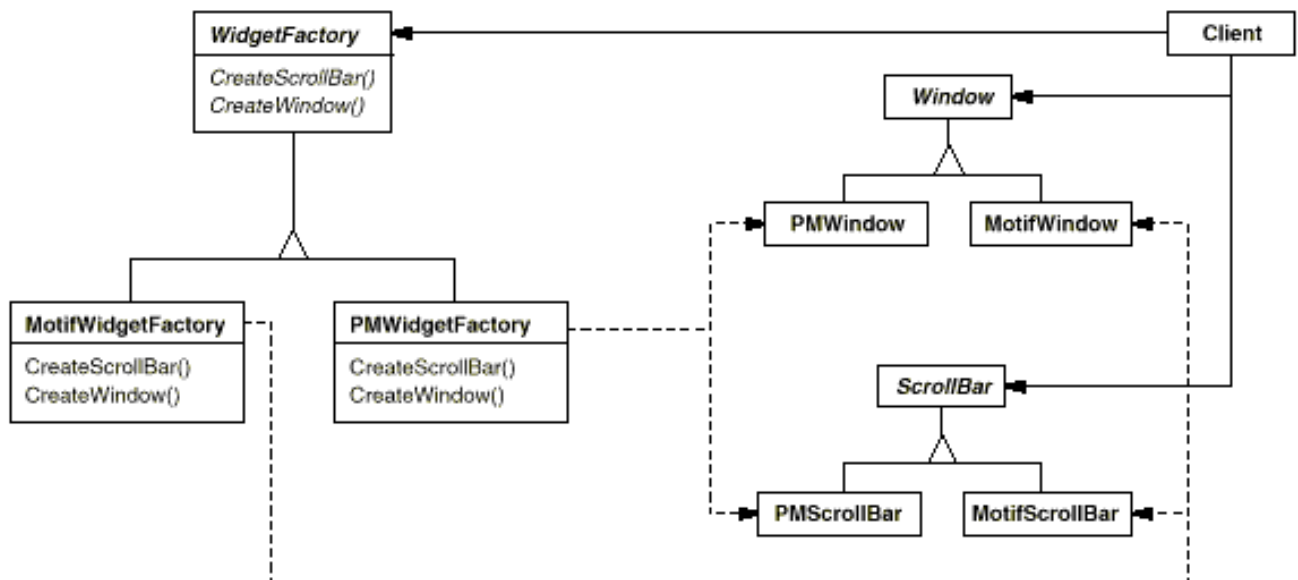 WidgetFactory
CreateScrollBar()
CreateWindow()
Client
Window
PMWindow
MotifWindow
MotifWidgetFactory
CreateScrollBar()
CreateWindow()
PMWidgetFactory
CreateScrollBar()
CreateWindow()
ScrollBar
PMScrollBar
MotifScrollBar